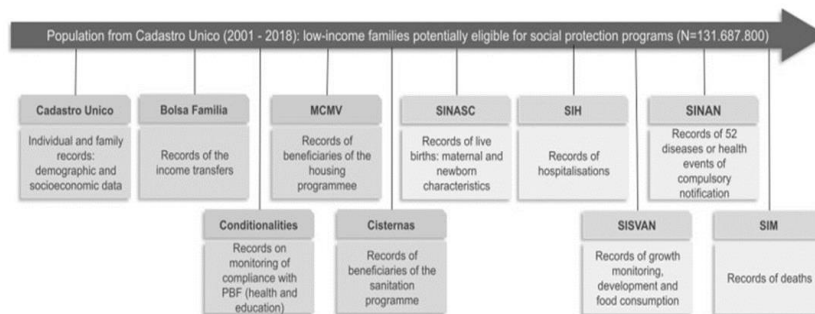 Population from Cadastro Unico (2001 - 2018): low-income families potentially eligible for social protection programs (N=131.687.800)
Cadastro Unico
Individual and family
records:
demographic and
socioeconomic data
Bolsa Familia
Records of the
income transfers
MCMV
Records of
beneficiaries of the
housing
programmee
SINASC
Records of live
births: maternal and
newborn
characteristics
SIH
Records of
hospitalisations
SINAN
Records of 52
diseases or health
events of
compulsory
notification
Conditionalities
Records on
monitoring of
compliance with
PBF (health and
education)
Cisternas
Records of
beneficiaries of the
sanitation
programme
SISVAN
Records of growth
monitoring,
development and
food consumption
SIM
Records of deaths